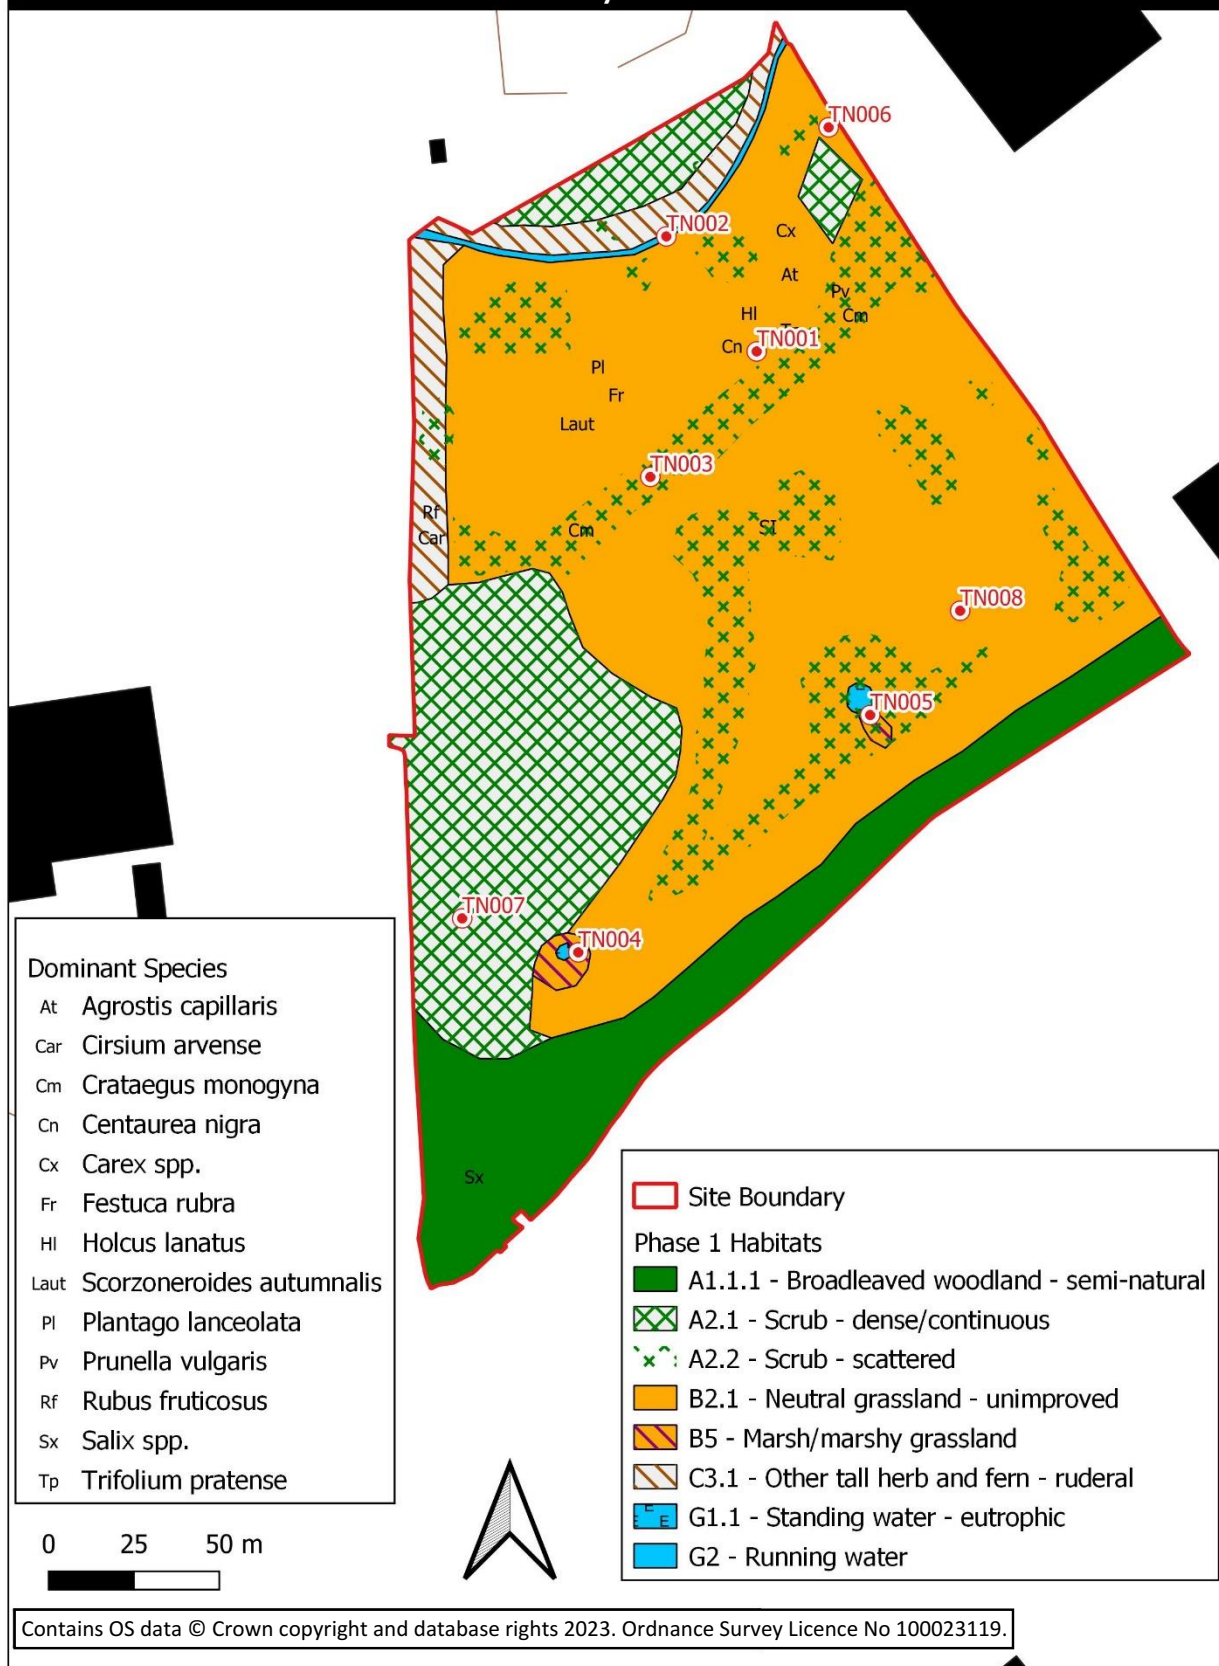 TN006
TN002
Cx
At
Pv
Cm
Hl
TN001
Cn
Pl
Fr
Laut
TN003
Rf
Cm
SI
Car
TN008
TN005
TN007
TN004
Sx
Dominant Species
At Agrostis capillaris
Car Cirsium arvense
Cm Crataegus monogyna
Cn Centaurea nigra
Cx Carex spp.
Fr Festuca rubra
Hl Holcus lanatus
Laut Scorzoneroides autumnalis
Pl Plantago lanceolata
Pv Prunella vulgaris
Rf Rubus fruticosus
Sx Salix spp.
Tp Trifolium pratense
0 25 50 m
Site Boundary
Phase 1 Habitats
A1.1.1 - Broadleaved woodland - semi-natural
A2.1 - Scrub - dense/continuous
A2.2 - Scrub - scattered
B2.1 - Neutral grassland - unimproved
B5 - Marsh/marshy grassland
C3.1 - Other tall herb and fern - ruderal
E E E G1.1 - Standing water - eutrophic
G2 - Running water
Contains OS data © Crown copyright and database rights 2023. Ordnance Survey Licence No 100023119.